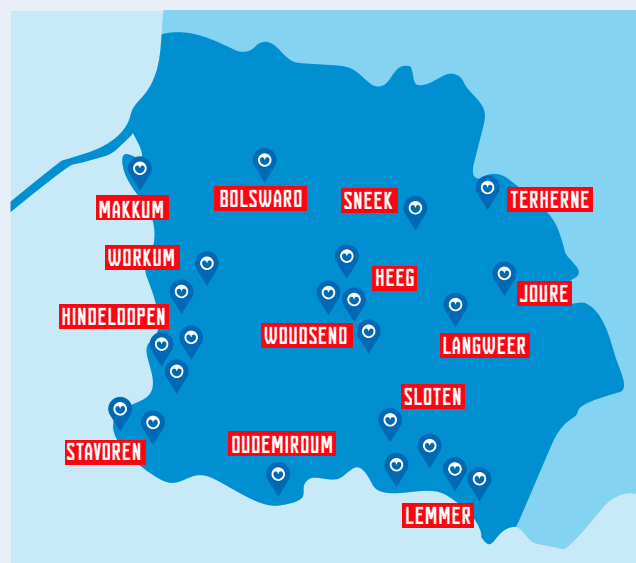 BOLSWARD
SNEEK
TERHERNE
MAKKUM
WORKUM
HEEG
JOURE
HINDELOOPEN
WOUDSEND
LANGWEER
SLOTEN
OUDEMIRDUM
STAVOREN
LEMMER